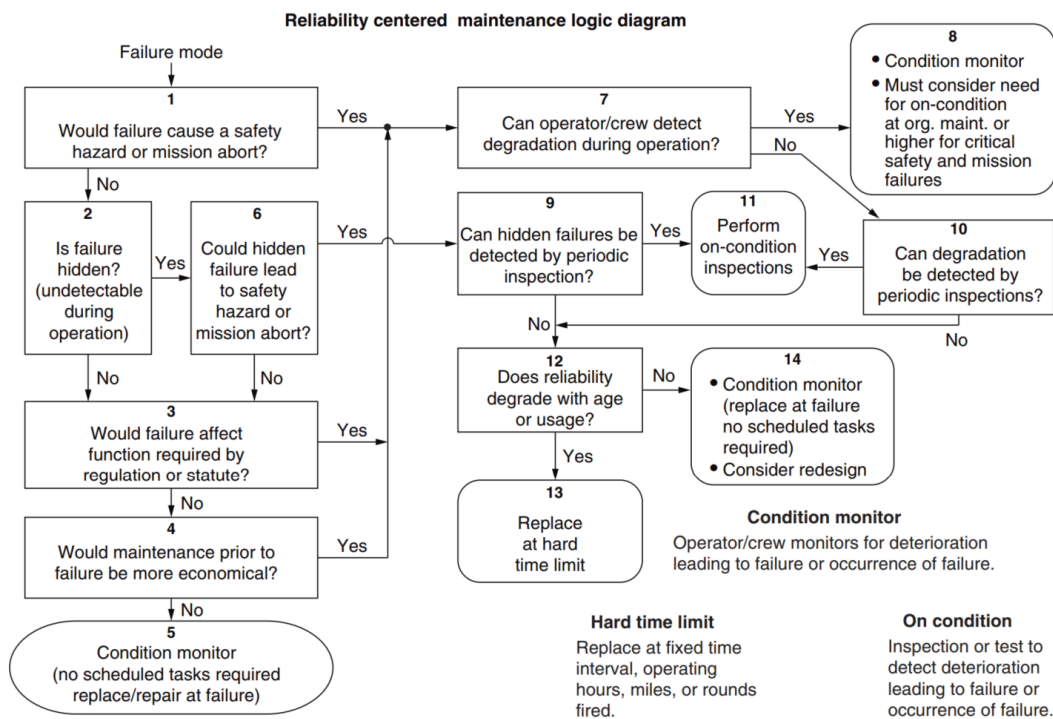 Reliability centered maintenance logic diagram
Failure mode
1
Would failure cause a safety
hazard or mission abort?
Yes
No
2
Is failure
hidden?
(undetectable
during
operation)
Yes
No
6
Could hidden
failure lead
to safety
hazard or
mission abort?
Yes
No
3
Would failure affect
function required by
regulation or statute?
Yes
No
4
Would maintenance prior to
failure be more economical?
Yes
No
5
Condition monitor
(no scheduled tasks required
replace/repair at failure)
7
Can operator/crew detect
degradation during operation?
Yes
No
8
• Condition monitor
• Must consider need
for on-condition
at org. maint. or
higher for critical
safety and mission
failures
9
Can hidden failures be
detected by periodic
inspection?
Yes
No
11
Perform
on-condition
inspections
10
Can degradation
be detected by
periodic inspections?
Yes
No
12
Does reliability
degrade with age
or usage?
No
Yes
14
• Condition monitor
(replace at failure
no scheduled tasks
required)
• Consider redesign
13
Replace
at hard
time limit
Condition monitor
Operator/crew monitors for deterioration
leading to failure or occurrence of failure.
Hard time limit
Replace at fixed time
interval, operating
hours, miles, or rounds
fired.
On condition
Inspection or test to
detect deterioration
leading to failure or
occurrence of failure.